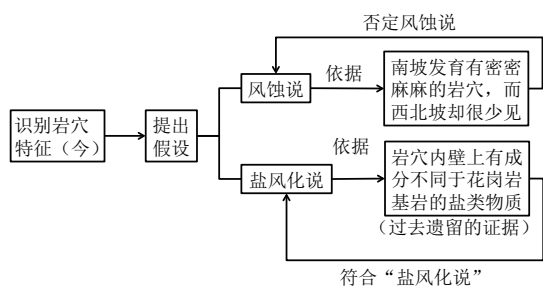 否定风蚀说
风蚀说
依据
南坡发育有密密
麻麻的岩穴，而
西北坡却很少见
识别岩穴
特征（今）
提出
假设
盐风化说
依据
岩穴内壁上有成
分不同于花岗岩
基岩的盐类物质
（过去遗留的证据）
符合“盐风化说”